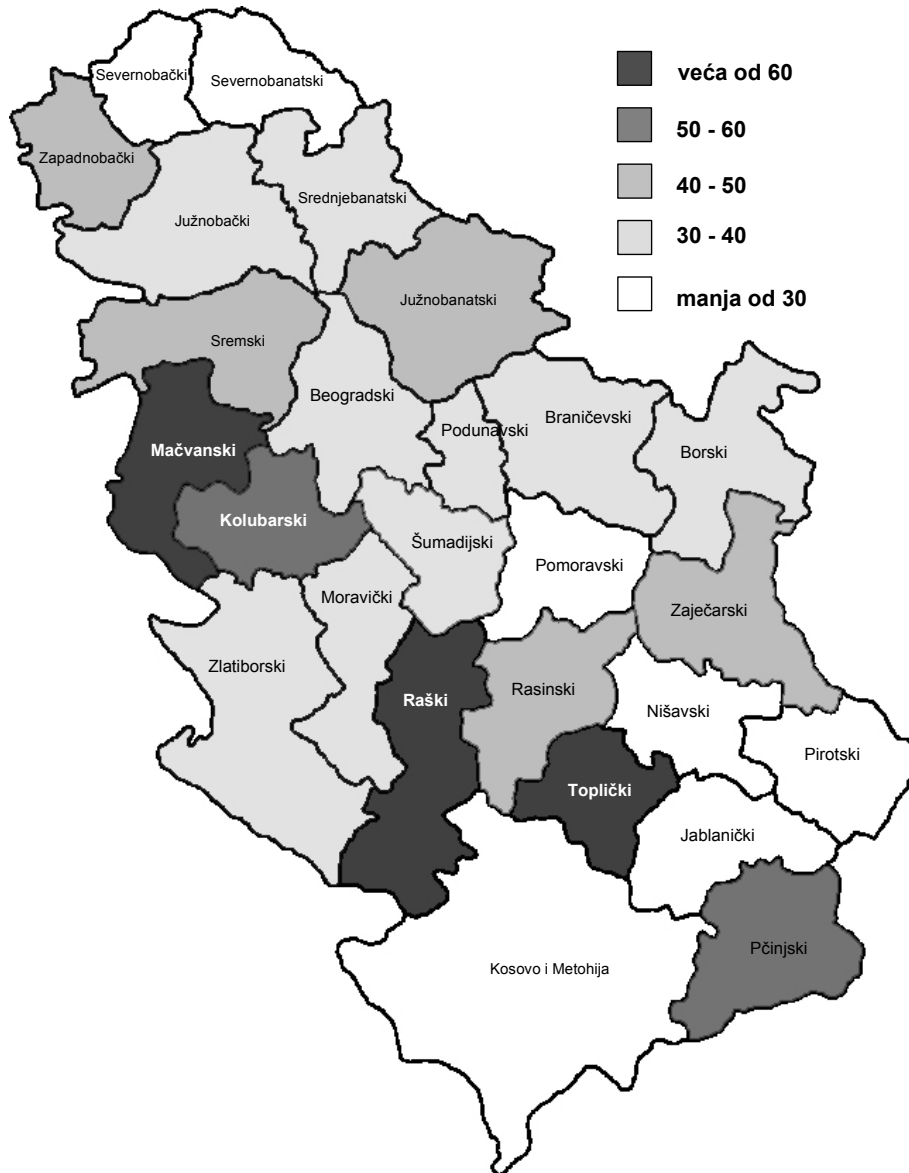 Severnobački
Severnobanatski
Zapadnobački
Južnobački
Srednjebanatski
Južnobanatski
Sremski
Beogradski
Podunavski
Braničevski
Borski
Mačvanski
Kolubarski
Šumadijski
Pomoravski
Zaječarski
Moravički
Zlatiborski
Raški
Rasinski
Nišavski
Pirotski
Toplički
Jablanički
Pčinjski
Kosovo i Metohija
veća od 60
50 - 60
40 - 50
30 - 40
manja od 30